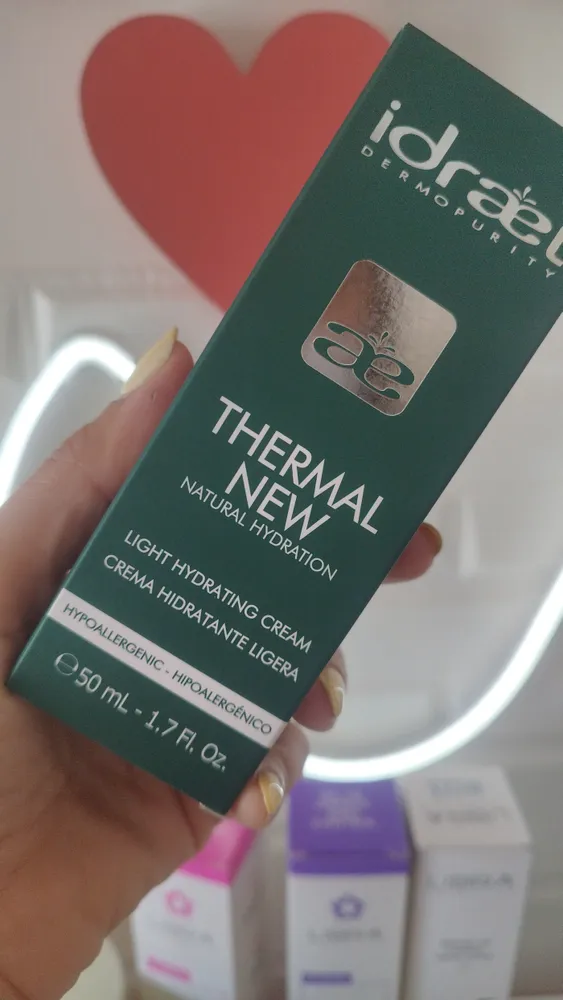 idræl
DERMOPURITY
æ
THERMAL
NEW
NATURAL HYDRATION
LIGHT HYDRATING CREAM
CREMA HIDRATANTE LIGERA
HYPOALLERGENIC - HIPOALERGÉNICO
50 mL - 1.7 Fl. Oz.